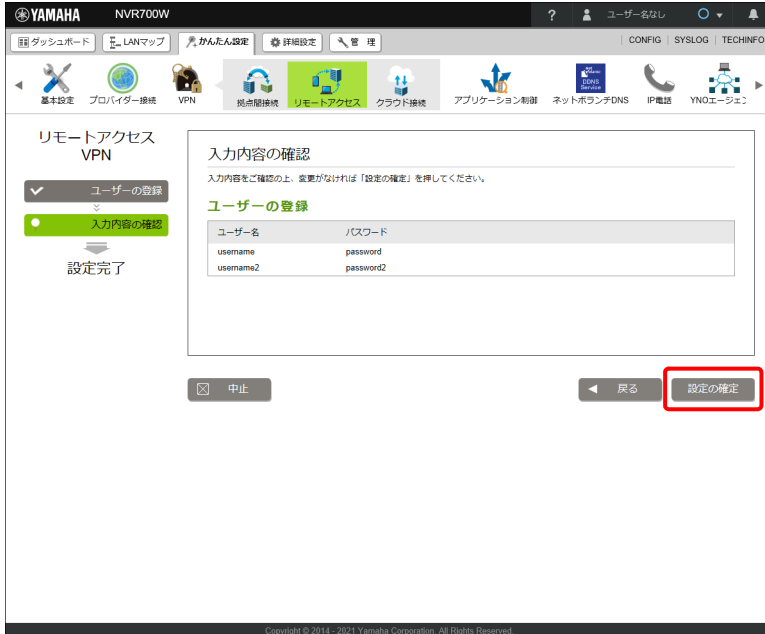 YAMAHA NVR700W ? ユーザー名なし
ダッシュボード LANマップ かんたん設定 詳細設定 管 理 CONFIG SYSLOG TECHINFO
基本設定 プロバイダー接続 VPN 拠点間接続 リモートアクセス クラウド接続 アプリケーション制御 ネットボランチDNS IP電話 YNOエージェン
Net Volante
DDNS
Service
リモートアクセス
VPN
ユーザーの登録
入力内容の確認
設定完了
入力内容の確認
入力内容をご確認の上、変更がなければ「設定の確定」を押してください。
ユーザーの登録
ユーザー名 パスワード
username password
username2 password2
中止 戻る 設定の確定
Copyright © 2014 - 2021 Yamaha Corporation. All Rights Reserved.